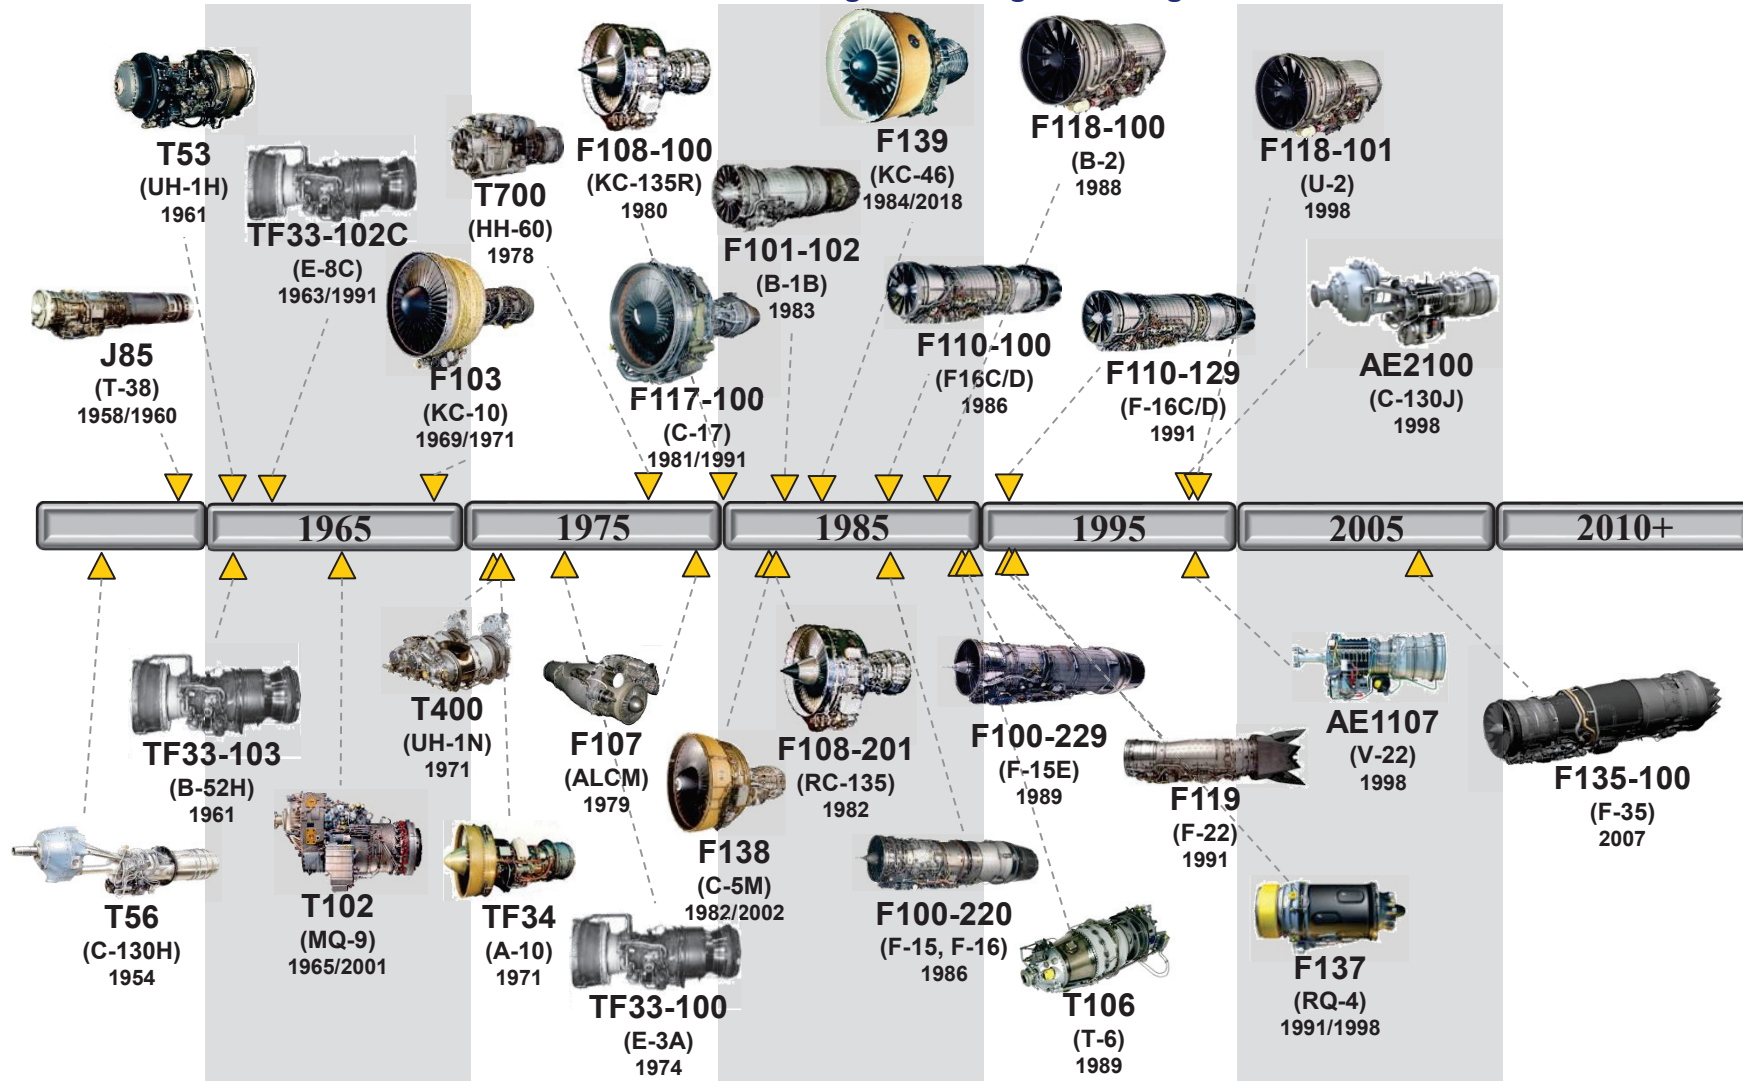 T53
(UH-1H)
1961
TF33-102C
(E-8C)
1963/1991
J85
(T-38)
1958/1960
F103
(KC-10)
1969/1971
T700
(HH-60)
1978
F108-100
(KC-135R)
1980
F117-100
(C-17)
1981/1991
F101-102
(B-1B)
1983
F139
(KC-46)
1984/2018
F110-100
(F16C/D)
1986
F118-100
(B-2)
1988
F110-129
(F-16C/D)
1991
F118-101
(U-2)
1998
AE2100
(C-130J)
1998
1965
1975
1985
1995
2005
2010+
T56
(C-130H)
1954
TF33-103
(B-52H)
1961
T102
(MQ-9)
1965/2001
T400
(UH-1N)
1971
TF34
(A-10)
1971
F107
(ALCM)
1979
TF33-100
(E-3A)
1974
F138
(C-5M)
1982/2002
F108-201
(RC-135)
1982
F100-220
(F-15, F-16)
1986
F100-229
(F-15E)
1989
T106
(T-6)
1989
F119
(F-22)
1991
F137
(RQ-4)
1991/1998
AE1107
(V-22)
1998
F135-100
(F-35)
2007